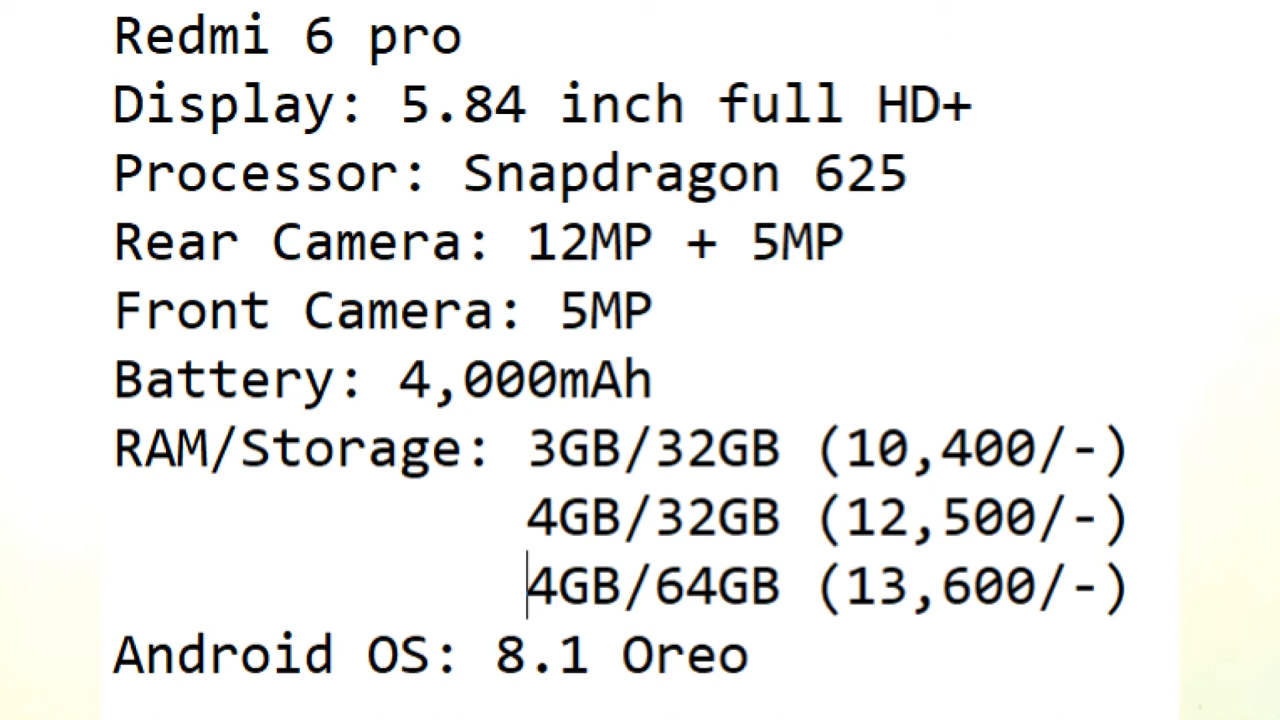 Redmi 6 pro
Display: 5.84 inch full HD+
Processor: Snapdragon 625
Rear Camera: 12MP + 5MP
Front Camera: 5MP
Battery: 4,000mAh
RAM/Storage: 3GB/32GB (10,400/-)
4GB/32GB (12,500/-)
4GB/64GB (13,600/-)
Android OS: 8.1 Oreo